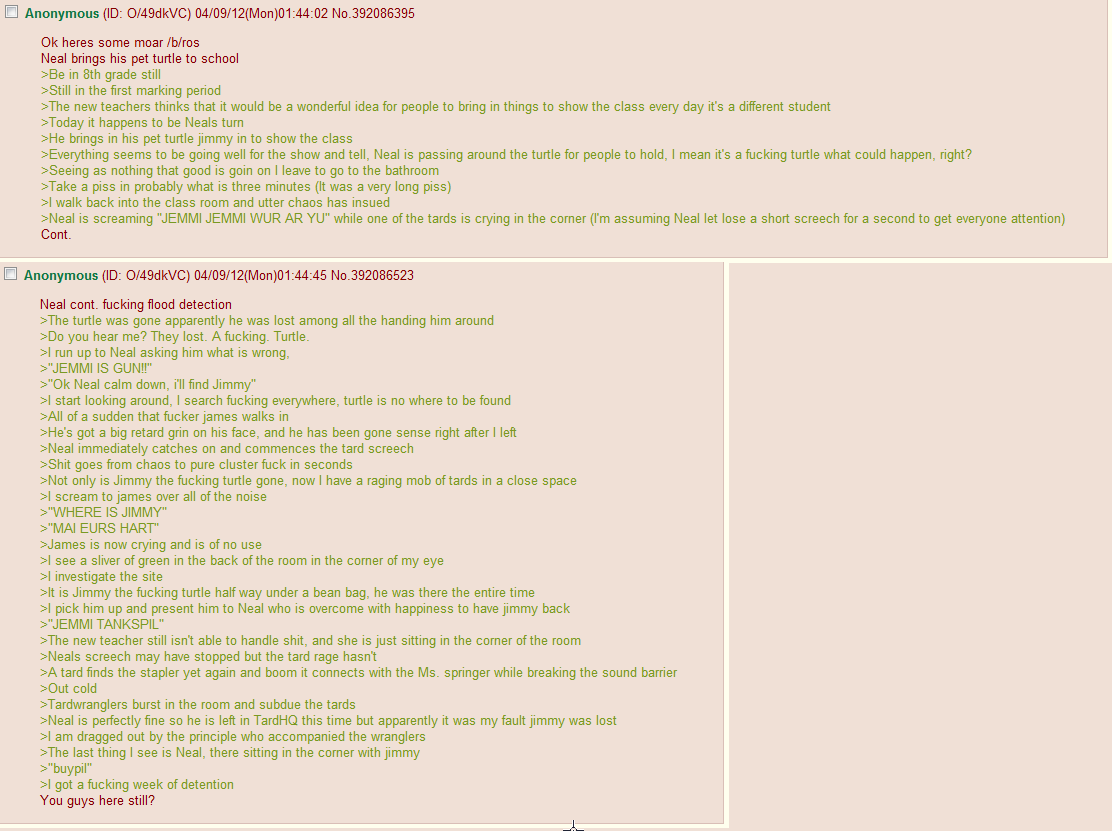 Anonymous (ID: O/49dkVC) 04/09/12(Mon)01:44:02 No.392086395
Ok heres some moar /b/ros
Neal brings his pet turtle to school
>Be in 8th grade still
>Still in the first marking period
>The new teachers thinks that it would be a wonderful idea for people to bring in things to show the class every day it's a different student
>Today it happens to be Neals turn
>He brings in his pet turtle jimmy in to show the class
>Everything seems to be going well for the show and tell, Neal is passing around the turtle for people to hold, I mean it's a fucking turtle what could happen, right?
>Seeing as nothing that good is goin on I leave to go to the bathroom
>Take a piss in probably what is three minutes (It was a very long piss)
>I walk back into the class room and utter chaos has insued
>Neal is screaming "JEMMI JEMMI WUR AR YU" while one of the tards is crying in the corner (I'm assuming Neal let lose a short screech for a second to get everyone attention)
Cont.
Anonymous (ID: O/49dkVC) 04/09/12(Mon)01:44:45 No.392086523
Neal cont. fucking flood detection
>The turtle was gone apparently he was lost among all the handing him around
>Do you hear me? They lost. A fucking. Turtle.
>I run up to Neal asking him what is wrong,
>"JEMMI IS GUN!!"
>"Ok Neal calm down, i'll find Jimmy"
>I start looking around, I search fucking everywhere, turtle is no where to be found
>All of a sudden that fucker james walks in
>He's got a big retard grin on his face, and he has been gone sense right after I left
>Neal immediately catches on and commences the tard screech
>Shit goes from chaos to pure cluster fuck in seconds
>Not only is Jimmy the fucking turtle gone, now I have a raging mob of tards in a close space
>I scream to james over all of the noise
>"WHERE IS JIMMY"
>"MAI EURS HART"
>James is now crying and is of no use
>I see a sliver of green in the back of the room in the corner of my eye
>I investigate the site
>It is Jimmy the fucking turtle half way under a bean bag, he was there the entire time
>I pick him up and present him to Neal who is overcome with happiness to have jimmy back
>"JEMMI TANKSPIL"
>The new teacher still isn't able to handle shit, and she is just sitting in the corner of the room
>Neals screech may have stopped but the tard rage hasn't
>A tard finds the stapler yet again and boom it connects with the Ms. springer while breaking the sound barrier
>Out cold
>Tardwranglers burst in the room and subdue the tards
>Neal is perfectly fine so he is left in TardHQ this time but apparently it was my fault jimmy was lost
>I am dragged out by the principle who accompanied the wranglers
>The last thing I see is Neal, there sitting in the corner with jimmy
>"buypil"
>I got a fucking week of detention
You guys here still?